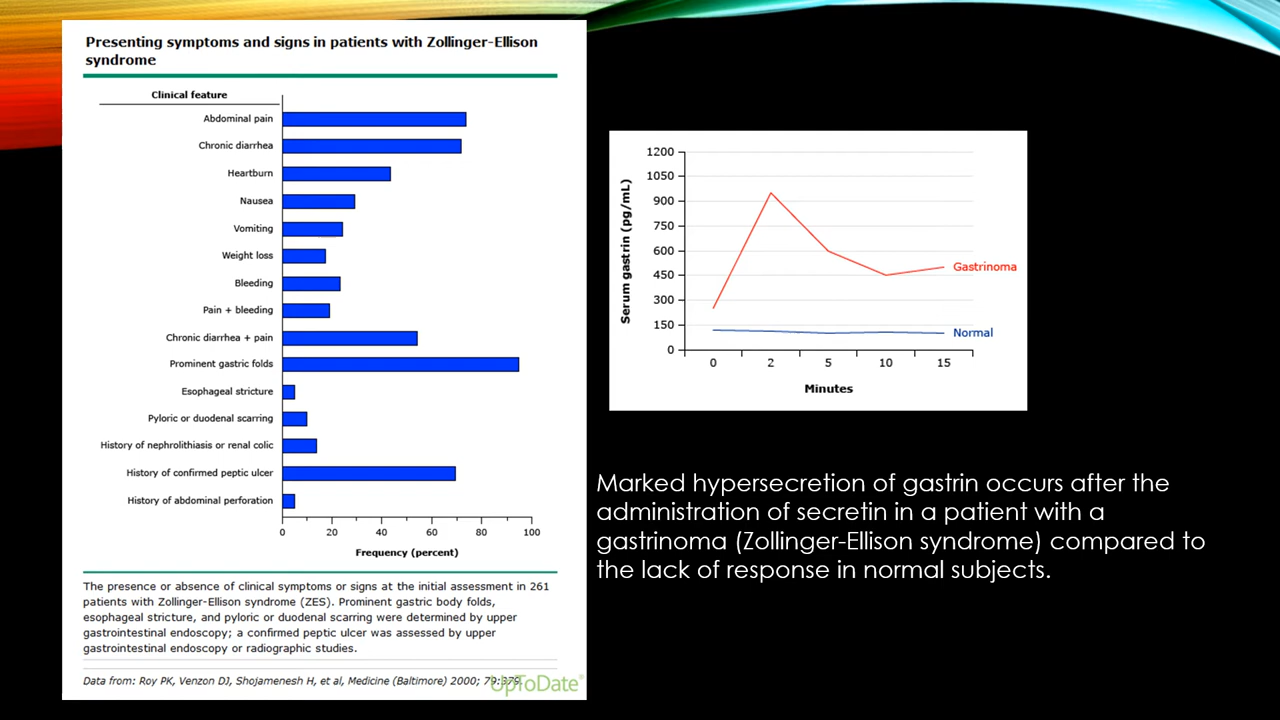 Presenting symptoms and signs in patients with Zollinger-Ellison
syndrome
Clinical feature
Abdominal pain
Chronic diarrhea
Heartburn
Nausea
Vomiting
Weight loss
Bleeding
Pain + bleeding
Chronic diarrhea + pain
Prominent gastric folds
Esophageal stricture
Pyloric or duodenal scarring
History of nephrolithiasis or renal colic
History of confirmed peptic ulcer
History of abdominal perforation
0 20 40 60 80 100
Frequency (percent)
The presence or absence of clinical symptoms or signs at the initial assessment in 261
patients with Zollinger-Ellison syndrome (ZES). Prominent gastric body folds,
esophageal stricture, and pyloric or duodenal scarring were determined by upper
gastrointestinal endoscopy; a confirmed peptic ulcer was assessed by upper
gastrointestinal endoscopy or radiographic studies.
Data from: Roy PK, Venzon DJ, Shojamenesh H, et al, Medicine (Baltimore) 2000; 79:379.
UpToDate®
Serum gastrin (pg/mL)
1200
1050
900
750
600
450
300
150
0
Gastrinoma
Normal
0 2 5 10 15
Minutes
Marked hypersecretion of gastrin occurs after the
administration of secretin in a patient with a
gastrinoma (Zollinger-Ellison syndrome) compared to
the lack of response in normal subjects.